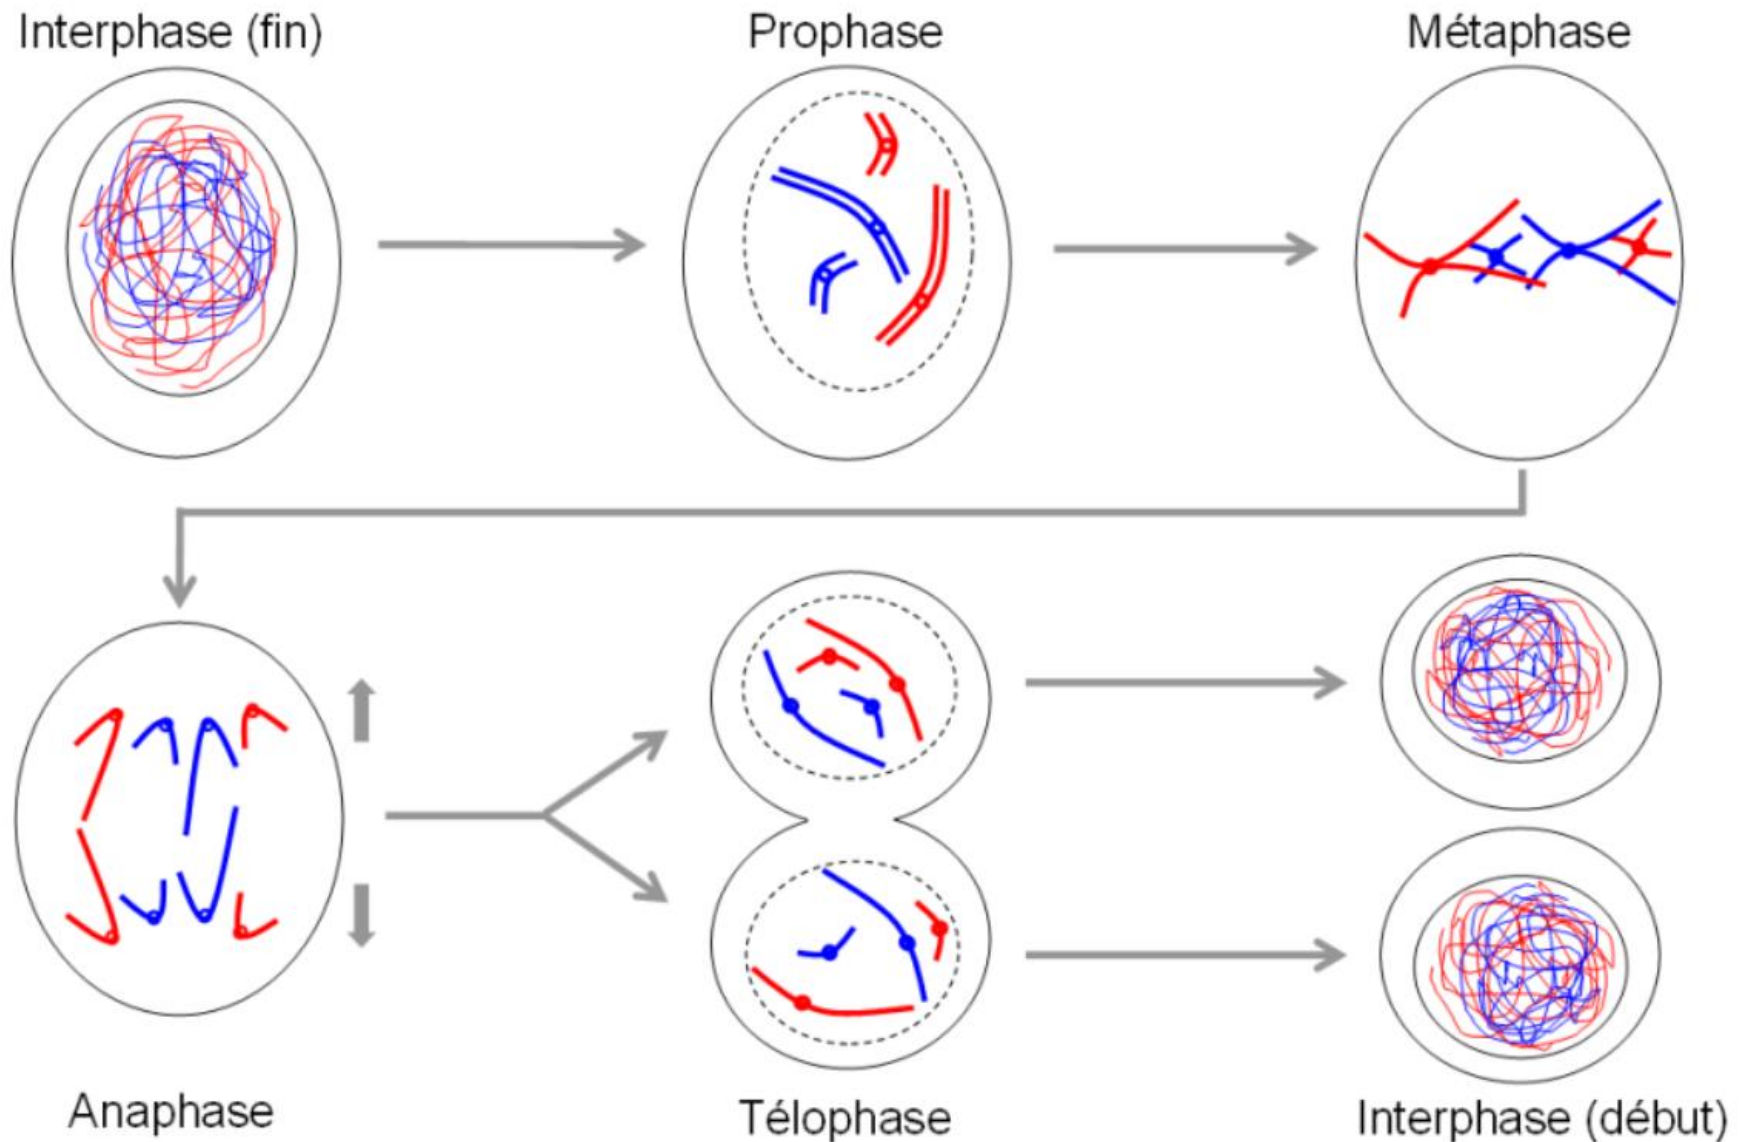 Interphase (fin)
Prophase
Métaphase
Anaphase
Télophase
Interphase (début)